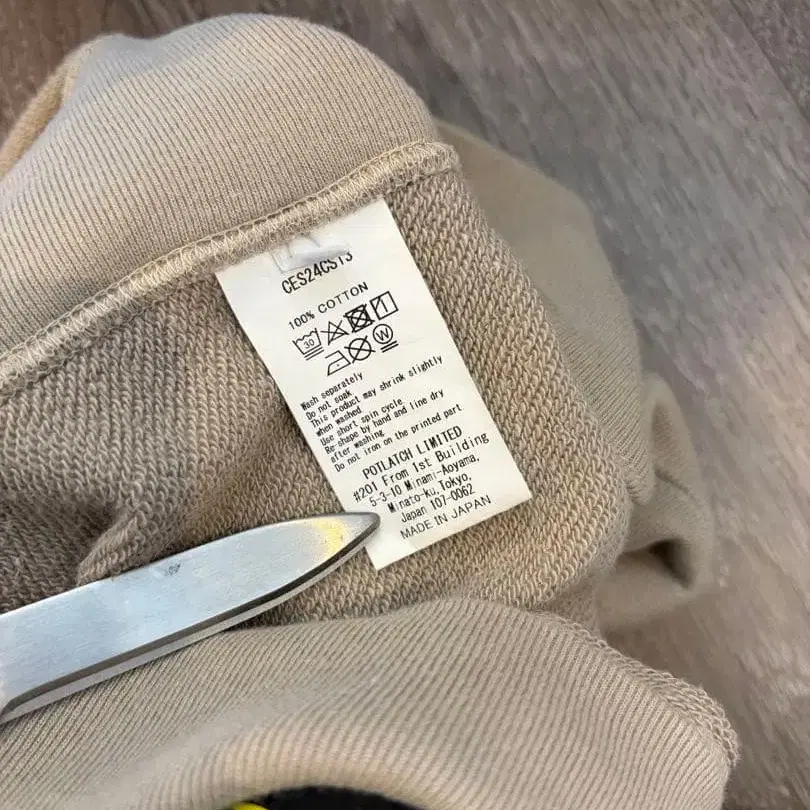 CES24CS13
100% COTTON
30
W
Wash separately
Do not soak
This product may shrink slightly
when washed
Use short spin cycle
Re-shape by hand and line dry
after washing
Do not iron on the printed part
POTLATCH LIMITED
#201 From 1st Building
5-3-10 Minami-Aoyama,
Minato-ku, Tokyo,
Japan 107-0062
MADE IN JAPAN